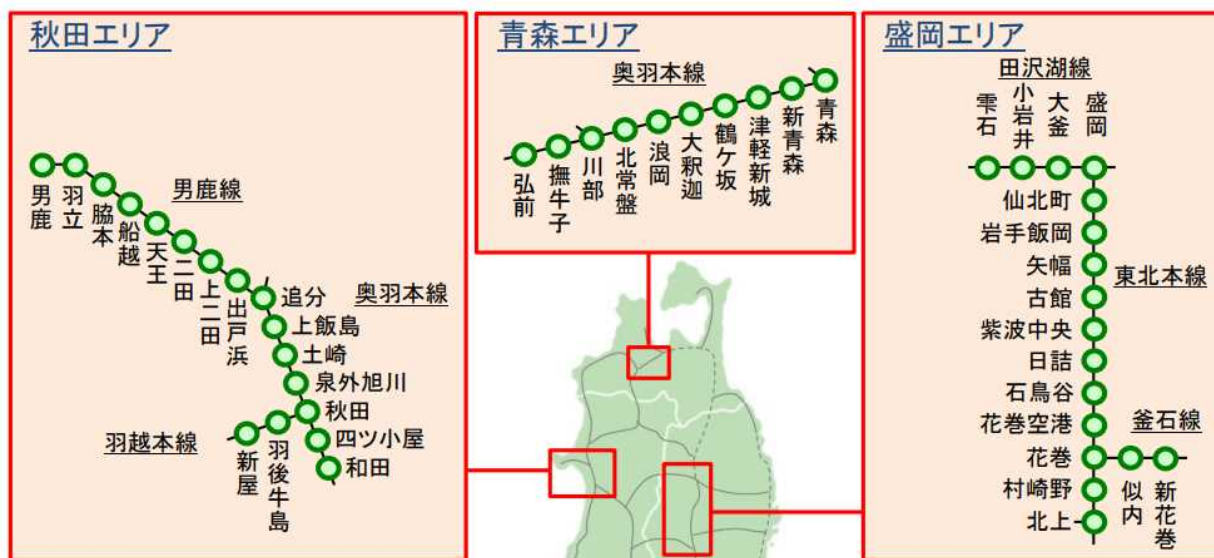 秋田エリア
男鹿線
男鹿
羽立
脇本
船越
天王
二田
上二田
出戸浜
奥羽本線
追分
上飯島
土崎
泉外旭川
秋田
四ツ小屋
和田
羽越本線
新屋
羽後牛島
青森エリア
奥羽本線
弘前
撫牛子
川部
北常盤
浪岡
大釈迦
鶴ケ坂
津軽新城
新青森
青森
盛岡エリア
田沢湖線
雫石
小岩井
大釜
盛岡
仙北町
岩手飯岡
矢幅
古館
東北本線
紫波中央
日詰
石鳥谷
花巻空港
釜石線
花巻
似内
新花巻
村崎野
北上